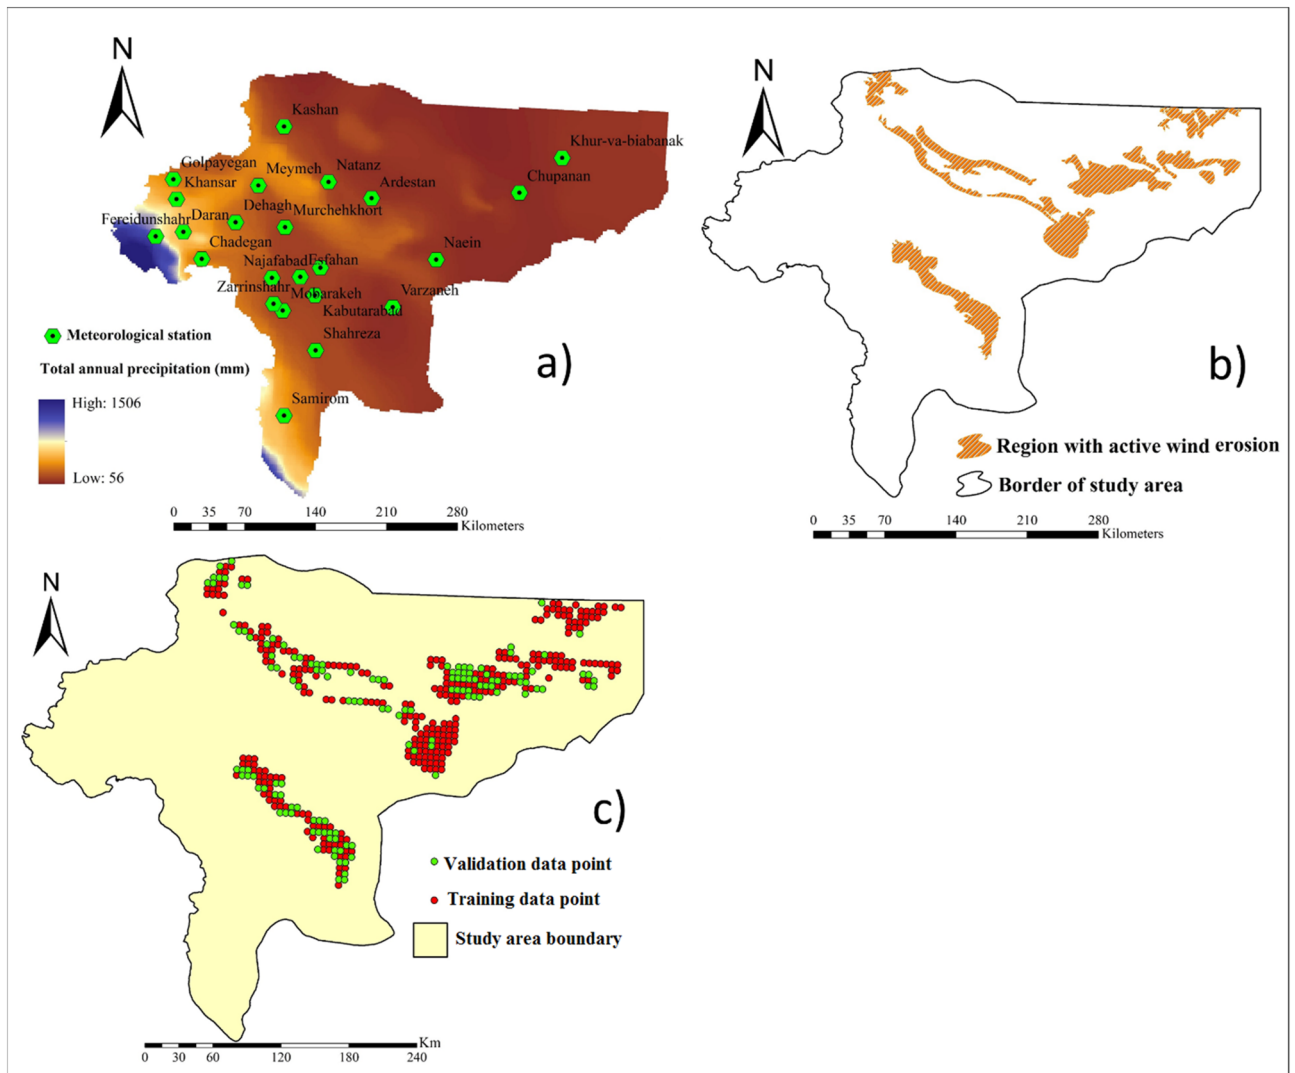 N
Kashan
Khur-va-biabanak
Golpayegan
Meymeh
Natanz
Khansar
Ardestan
Chupanan
Dehagh
Murchehkhort
Fereidunshahr
Daran
Chadegan
Naein
Najafabad
Esfahan
Zarrinshahr
Mobarakeh
Varzaneh
Kabutarabad
Shahreza
Samirom
Meteorological station
Total annual precipitation (mm)
High: 1506
Low: 56
a)
0 35 70 140 210 280
Kilometers
N
b)
Region with active wind erosion
Border of study area
0 35 70 140 210 280
Kilometers
N
c)
Validation data point
Training data point
Study area boundary
Km
0 30 60 120 180 240